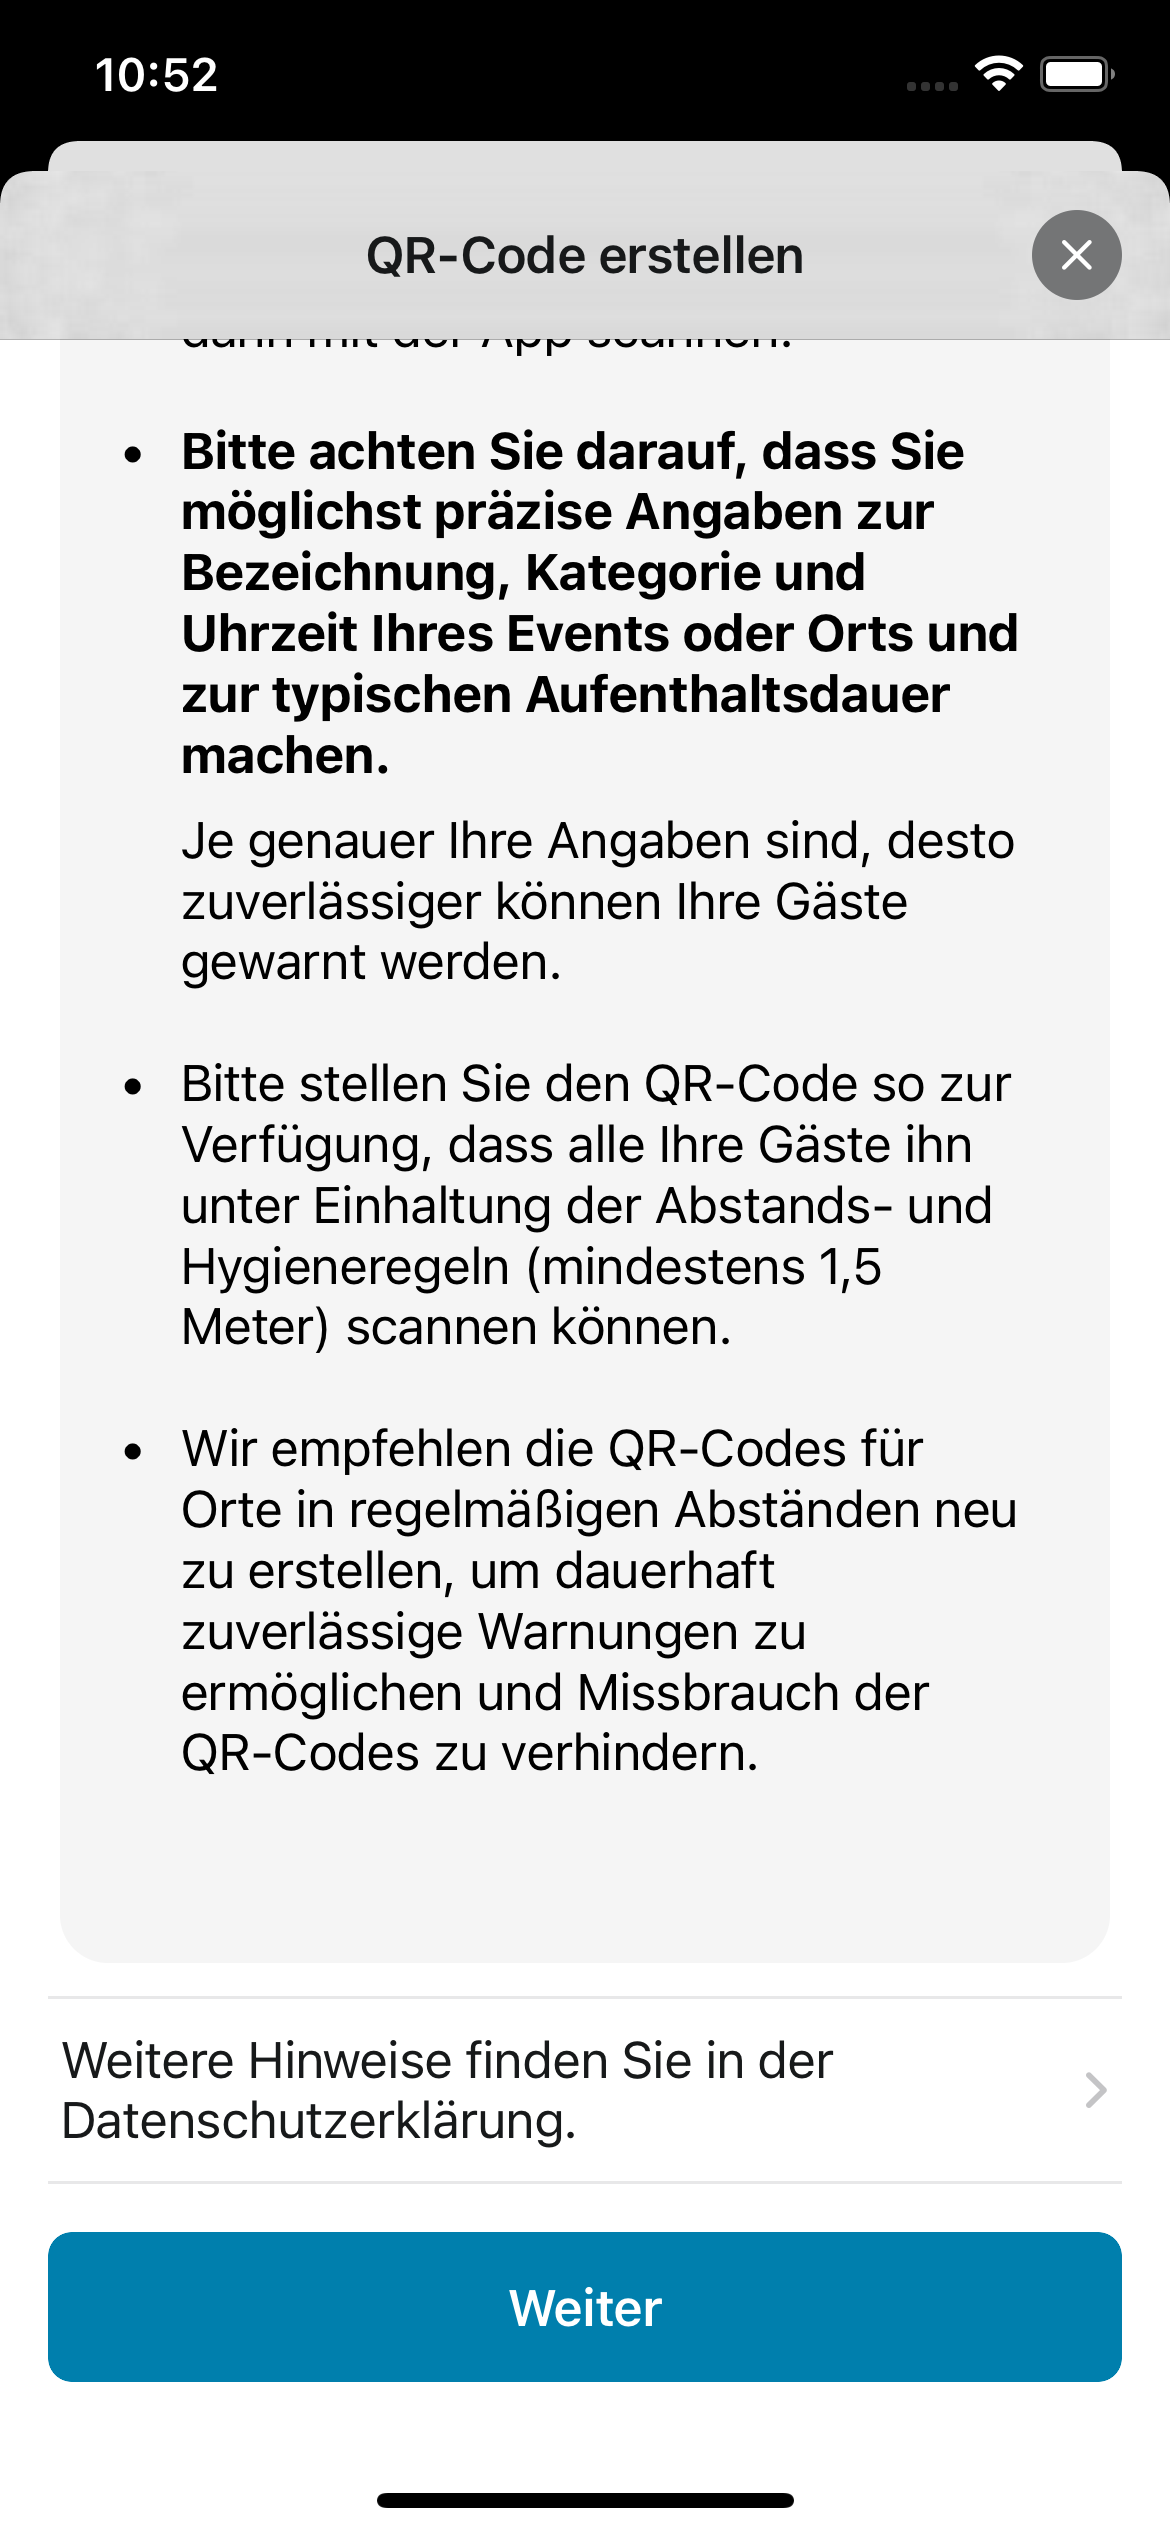 10:52
QR-Code erstellen
dann mit der App scannen.
• Bitte achten Sie darauf, dass Sie
möglichst präzise Angaben zur
Bezeichnung, Kategorie und
Uhrzeit Ihres Events oder Orts und
zur typischen Aufenthaltsdauer
machen.
Je genauer Ihre Angaben sind, desto
zuverlässiger können Ihre Gäste
gewarnt werden.
• Bitte stellen Sie den QR-Code so zur
Verfügung, dass alle Ihre Gäste ihn
unter Einhaltung der Abstands- und
Hygieneregeln (mindestens 1,5
Meter) scannen können.
• Wir empfehlen die QR-Codes für
Orte in regelmäßigen Abständen neu
zu erstellen, um dauerhaft
zuverlässige Warnungen zu
ermöglichen und Missbrauch der
QR-Codes zu verhindern.
Weitere Hinweise finden Sie in der
Datenschutzerklärung.
Weiter